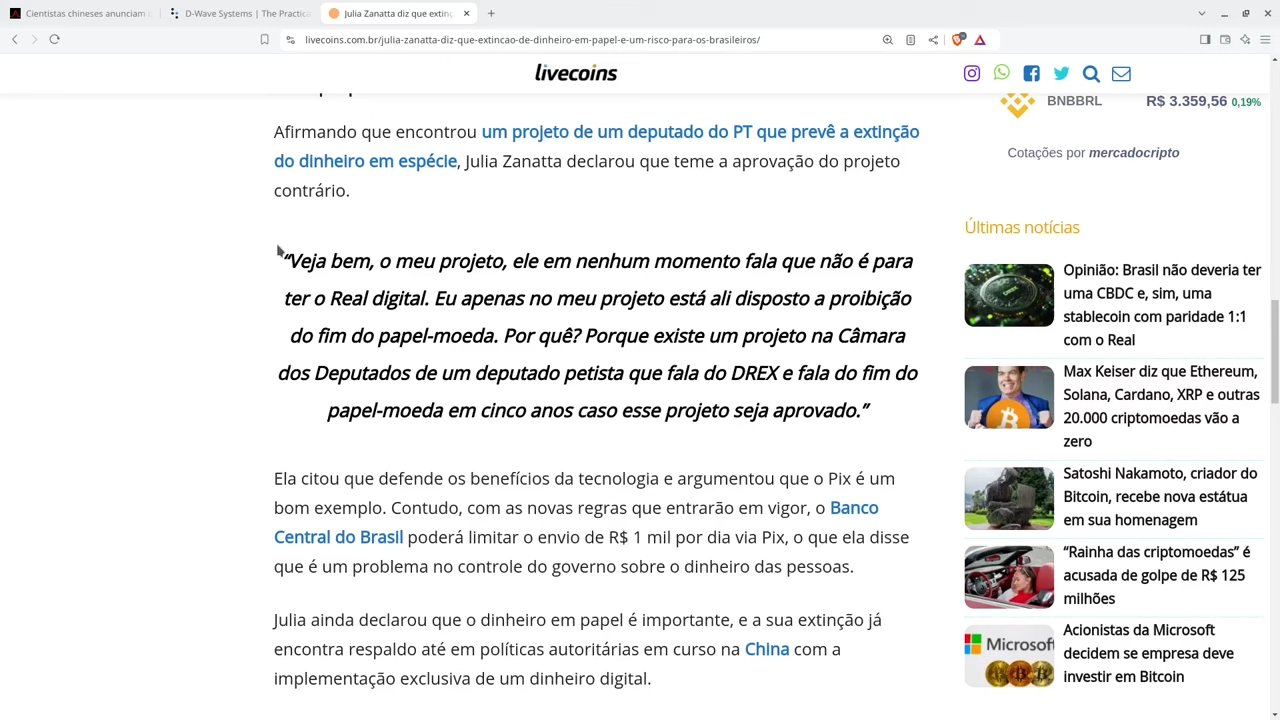 Cientistas chineses anunciam
D-Wave Systems | The Practica
Julia Zanatta diz que extinç
livecoins.com.br/julia-zanatta-diz-que-extincao-de-dinheiro-em-papel-e-um-risco-para-os-brasileiros/
livecoins
BNBBRL R$ 3.359,56 0,19%
Cotações por mercadocripto
Afirmando que encontrou um projeto de um deputado do PT que prevê a extinção
do dinheiro em espécie, Julia Zanatta declarou que teme a aprovação do projeto
contrário.
“Veja bem, o meu projeto, ele em nenhum momento fala que não é para
ter o Real digital. Eu apenas no meu projeto está ali disposto a proibição
do fim do papel-moeda. Por quê? Porque existe um projeto na Câmara
dos Deputados de um deputado petista que fala do DREX e fala do fim do
papel-moeda em cinco anos caso esse projeto seja aprovado.”
Ela citou que defende os benefícios da tecnologia e argumentou que o Pix é um
bom exemplo. Contudo, com as novas regras que entrarão em vigor, o Banco
Central do Brasil poderá limitar o envio de R$ 1 mil por dia via Pix, o que ela disse
que é um problema no controle do governo sobre o dinheiro das pessoas.
Julia ainda declarou que o dinheiro em papel é importante, e a sua extinção já
encontra respaldo até em políticas autoritárias em curso na China com a
implementação exclusiva de um dinheiro digital.
Últimas notícias
Opinião: Brasil não deveria ter
uma CBDC e, sim, uma
stablecoin com paridade 1:1
com o Real
Max Keiser diz que Ethereum,
Solana, Cardano, XRP e outras
20.000 criptomoedas vão a
zero
Satoshi Nakamoto, criador do
Bitcoin, recebe nova estátua
em sua homenagem
“Rainha das criptomoedas” é
acusada de golpe de R$ 125
milhões
Microsoft
Acionistas da Microsoft
decidem se empresa deve
investir em Bitcoin